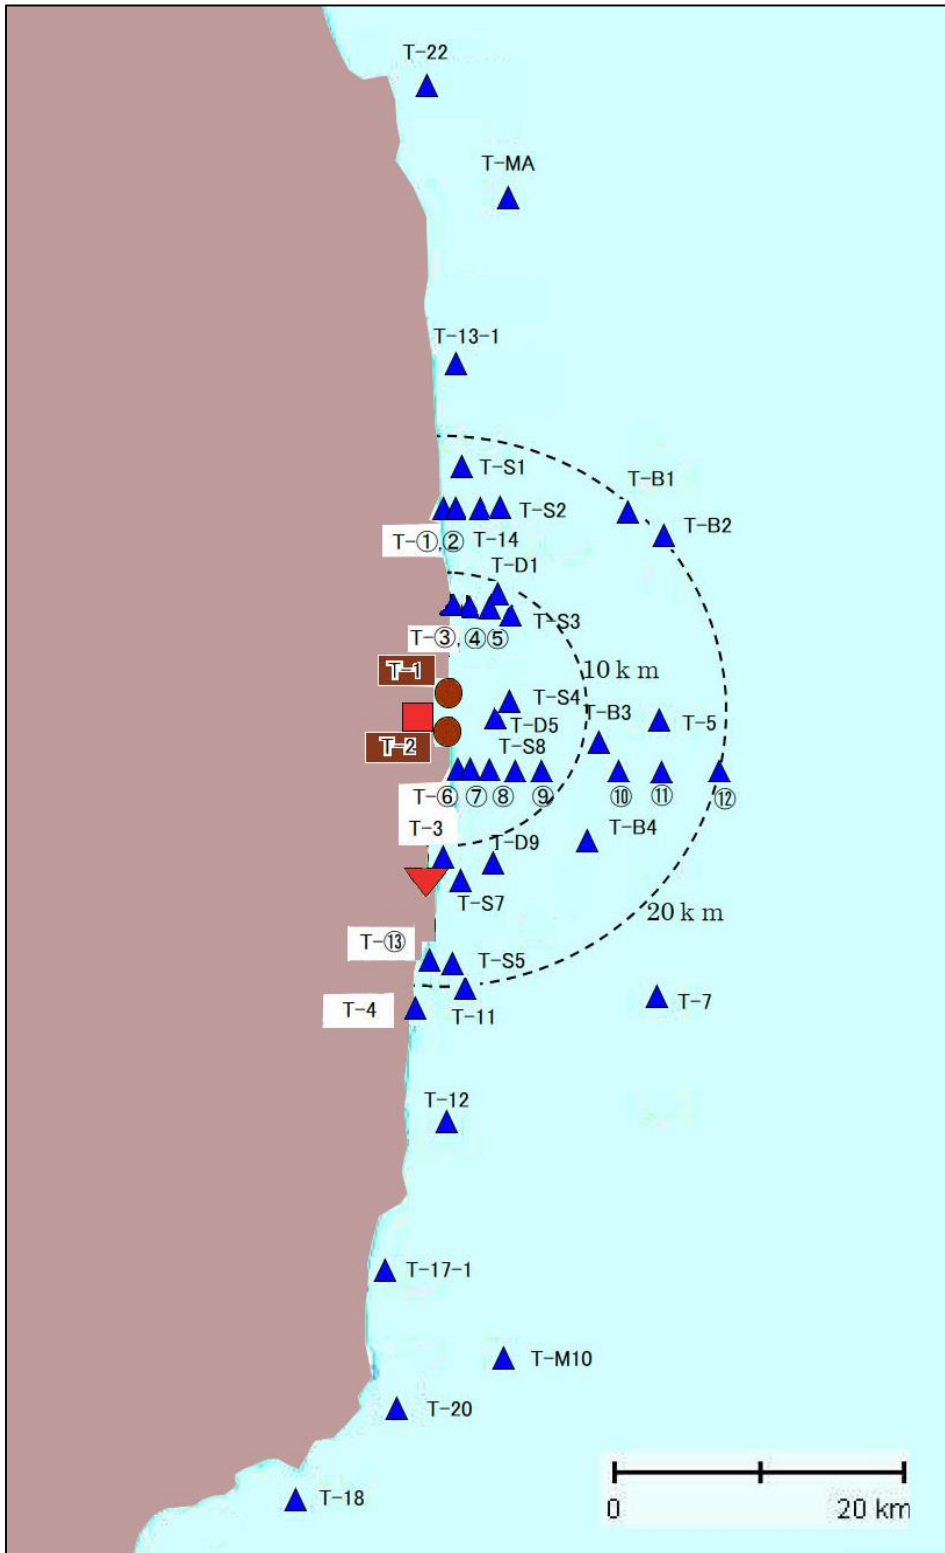 T-22
T-MA
T-13-1
T-S1
T-B1
T-S2
T-B2
T-①,② T-14
T-D1
T-S3
T-③,④⑤
T-1
10 km
T-S4
T-B3
T-5
T-D5
T-2
T-S8
T-⑥ ⑦ ⑧ ⑨ ⑩ ⑪ ⑫
T-3
T-B4
T-D9
T-S7
20 km
T-⑬
T-S5
T-4
T-11
T-7
T-12
T-17-1
T-M10
T-20
T-18
0 20 km